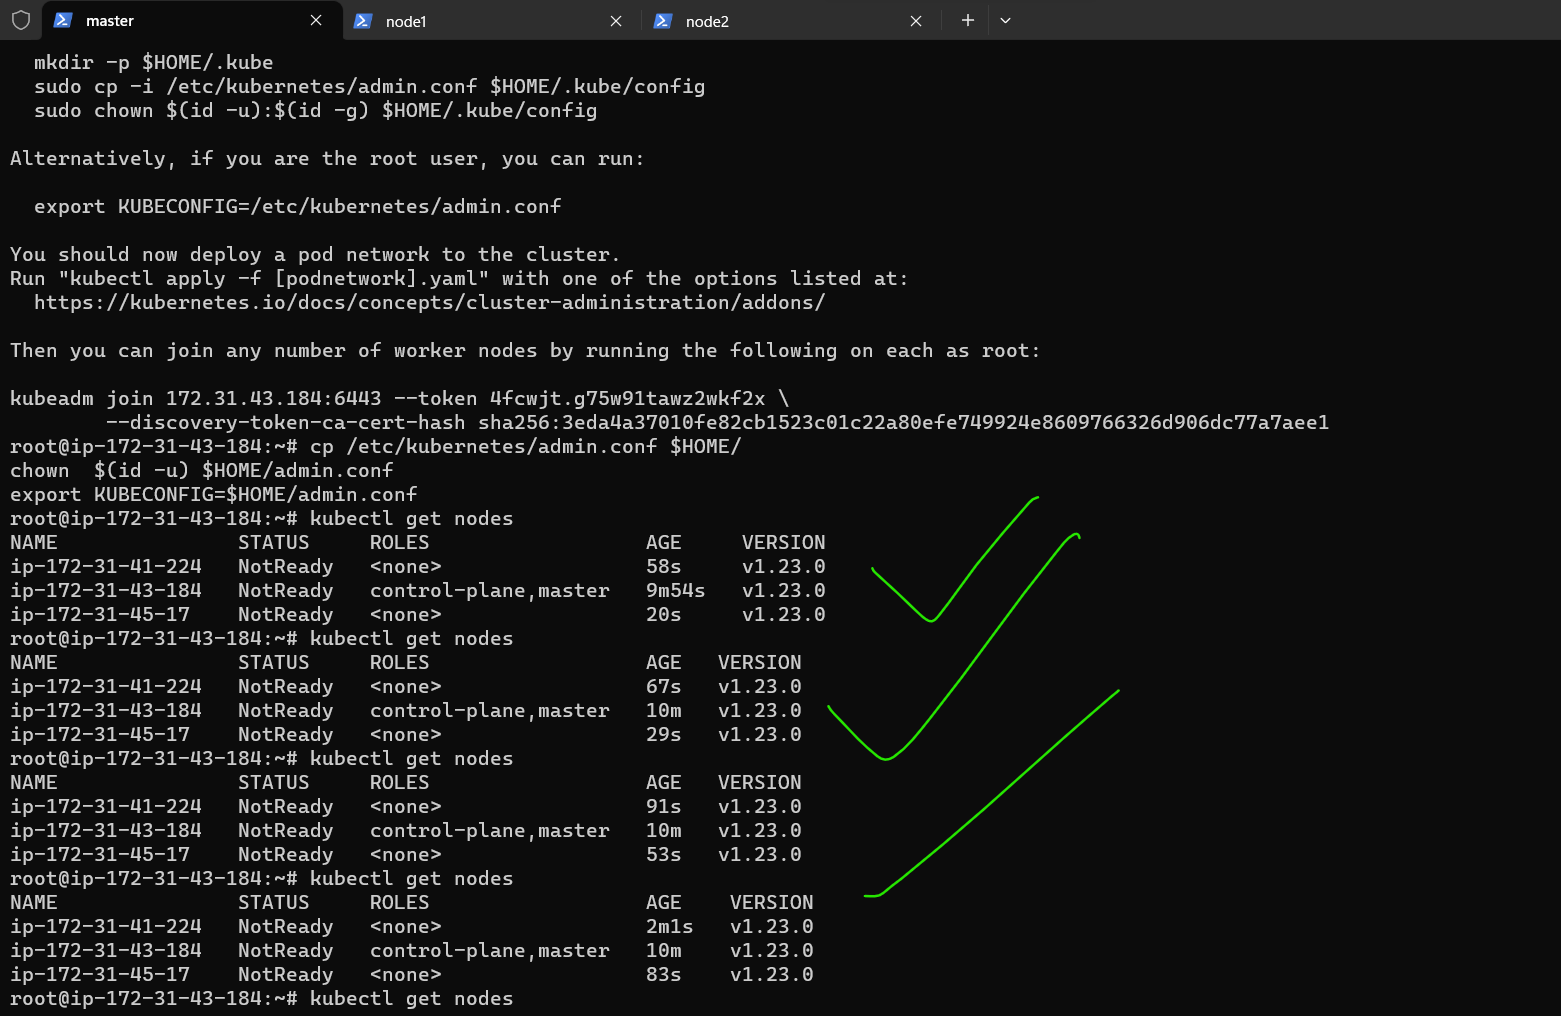 master
node1
node2
mkdir -p $HOME/.kube
sudo cp -i /etc/kubernetes/admin.conf $HOME/.kube/config
sudo chown $(id -u):$(id -g) $HOME/.kube/config
Alternatively, if you are the root user, you can run:
export KUBECONFIG=/etc/kubernetes/admin.conf
You should now deploy a pod network to the cluster.
Run "kubectl apply -f [podnetwork].yaml" with one of the options listed at:
https://kubernetes.io/docs/concepts/cluster-administration/addons/
Then you can join any number of worker nodes by running the following on each as root:
kubeadm join 172.31.43.184:6443 --token 4fcwjt.g75w91tawz2wkf2x \
--discovery-token-ca-cert-hash sha256:3eda4a37010fe82cb1523c01c22a80efe749924e8609766326d906dc77a7aee1
root@ip-172-31-43-184:~# cp /etc/kubernetes/admin.conf $HOME/
chown  $(id -u) $HOME/admin.conf
export KUBECONFIG=$HOME/admin.conf
root@ip-172-31-43-184:~# kubectl get nodes
NAME STATUS ROLES AGE VERSION
ip-172-31-41-224 NotReady <none> 58s v1.23.0
ip-172-31-43-184 NotReady control-plane,master 9m54s v1.23.0
ip-172-31-45-17 NotReady <none> 20s v1.23.0
root@ip-172-31-43-184:~# kubectl get nodes
NAME STATUS ROLES AGE VERSION
ip-172-31-41-224 NotReady <none> 67s v1.23.0
ip-172-31-43-184 NotReady control-plane,master 10m v1.23.0
ip-172-31-45-17 NotReady <none> 29s v1.23.0
root@ip-172-31-43-184:~# kubectl get nodes
NAME STATUS ROLES AGE VERSION
ip-172-31-41-224 NotReady <none> 91s v1.23.0
ip-172-31-43-184 NotReady control-plane,master 10m v1.23.0
ip-172-31-45-17 NotReady <none> 53s v1.23.0
root@ip-172-31-43-184:~# kubectl get nodes
NAME STATUS ROLES AGE VERSION
ip-172-31-41-224 NotReady <none> 2m1s v1.23.0
ip-172-31-43-184 NotReady control-plane,master 10m v1.23.0
ip-172-31-45-17 NotReady <none> 83s v1.23.0
root@ip-172-31-43-184:~# kubectl get nodes